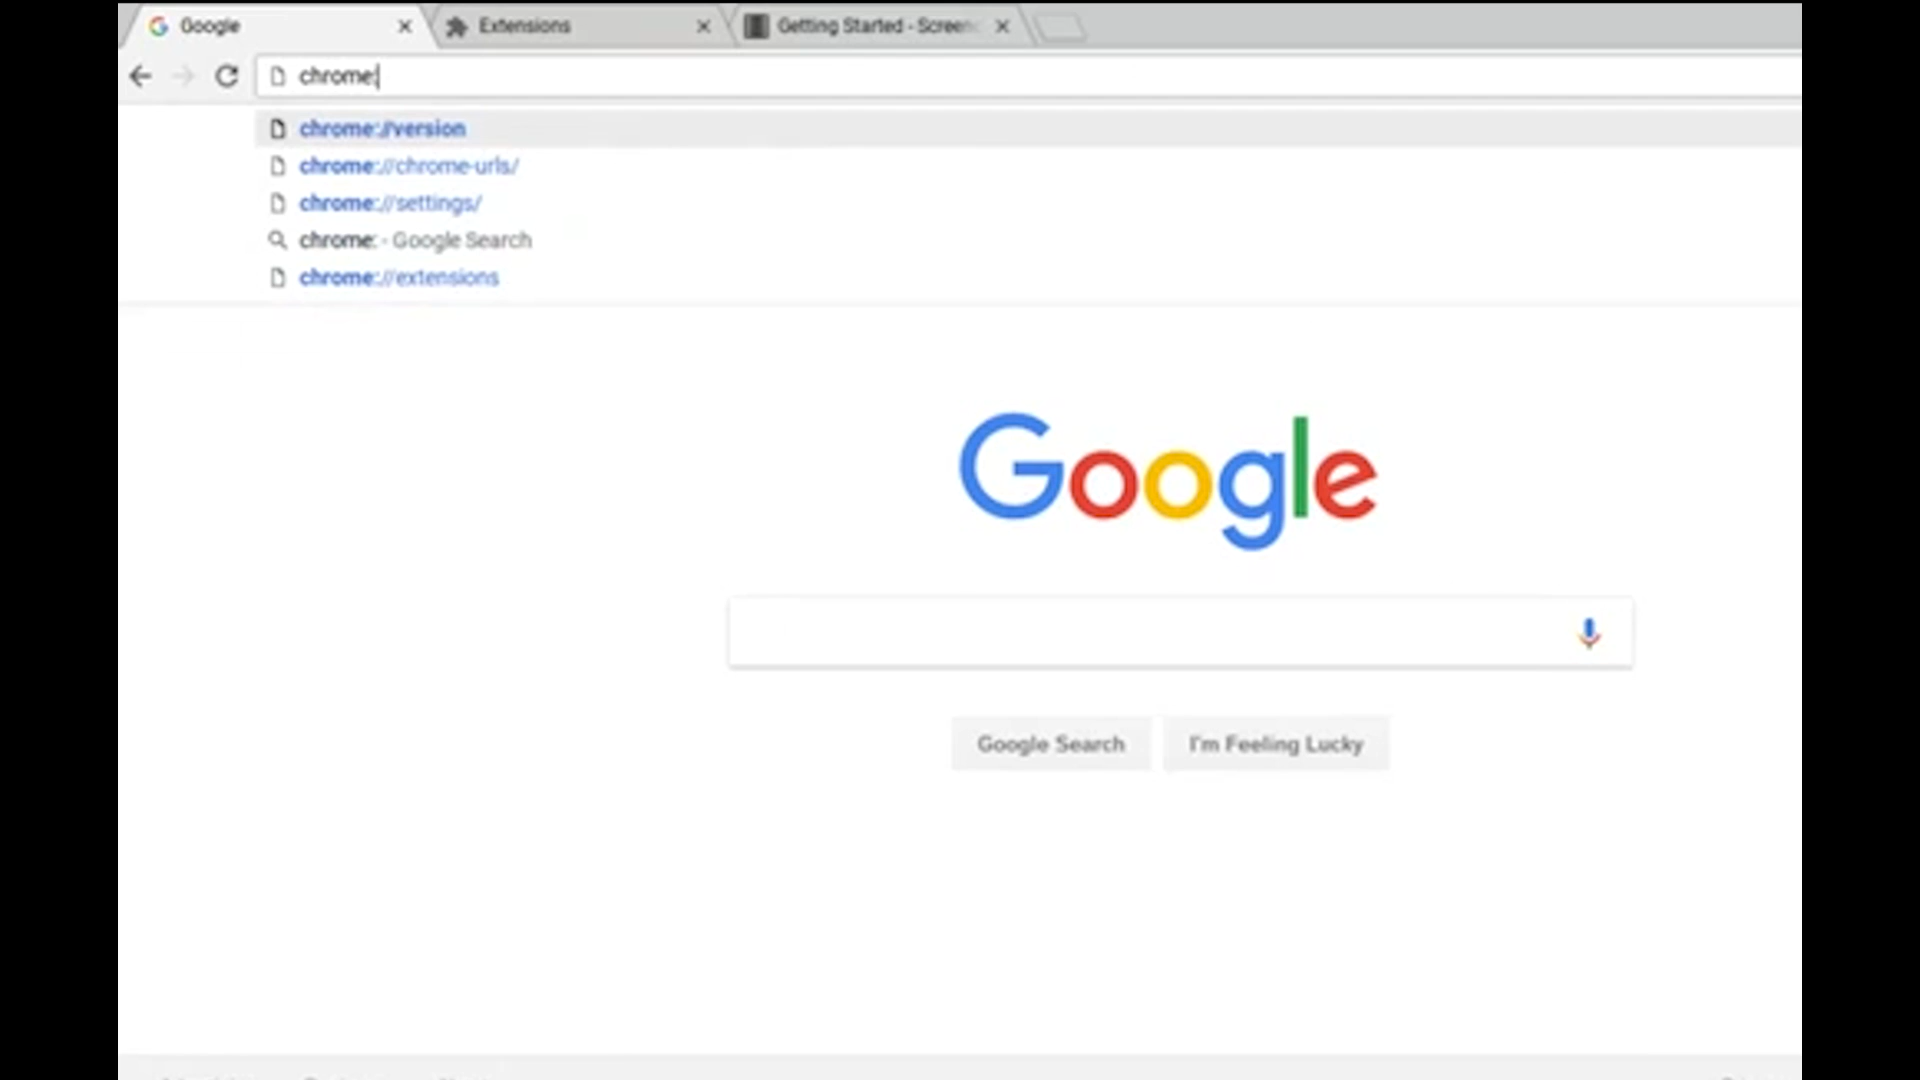 Google
Extensions
Getting Started - Screen
chrome:
chrome://version
chrome://chrome-urls/
chrome://settings/
chrome: - Google Search
chrome://extensions
Google
Google Search
I'm Feeling Lucky